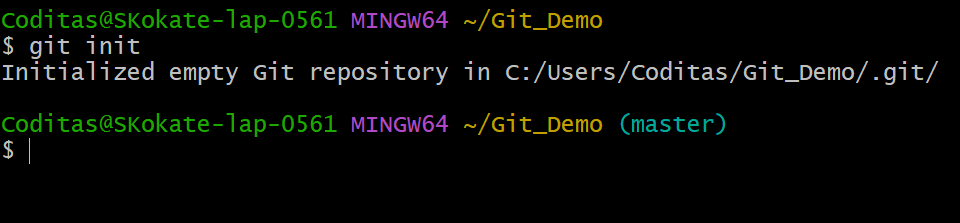 Coditas@SKokate-lap-0561 MINGW64 ~/Git_Demo
$ git init
Initialized empty Git repository in C:/Users/Coditas/Git_Demo/.git/
Coditas@SKokate-lap-0561 MINGW64 ~/Git_Demo (master)
$